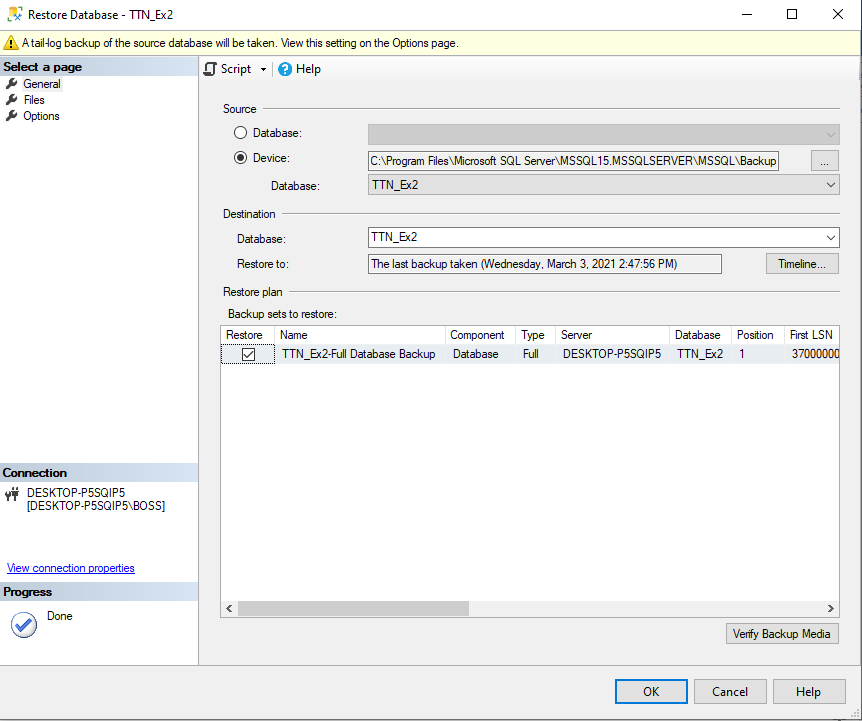 Restore Database - TTN_Ex2
A tail-log backup of the source database will be taken. View this setting on the Options page.
Select a page
General
Files
Options
Script
Help
Source
Database:
Device:
C:\Program Files\Microsoft SQL Server\MSSQL15.MSSQLSERVER\MSSQL\Backup
...
Database:
TTN_Ex2
Destination
Database:
TTN_Ex2
Restore to:
The last backup taken (Wednesday, March 3, 2021 2:47:56 PM)
Timeline...
Restore plan
Backup sets to restore:
Restore Name Component Type Server Database Position First LSN
TTN_Ex2-Full Database Backup Database Full DESKTOP-P5SQIP5 TTN_Ex2 1 37000000
Connection
DESKTOP-P5SQIP5
[DESKTOP-P5SQIP5\BOSS]
View connection properties
Progress
Done
Verify Backup Media
OK
Cancel
Help